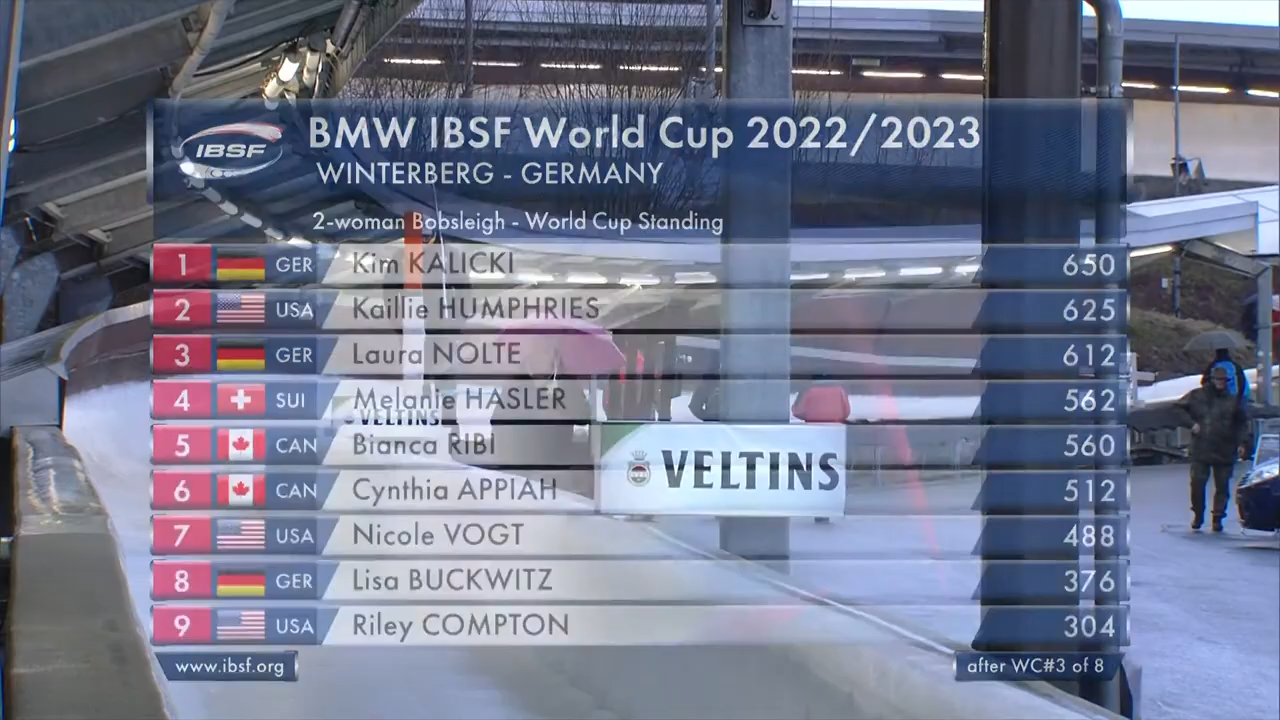 IBSF
BMW IBSF World Cup 2022/2023
WINTERBERG - GERMANY
2-woman Bobsleigh - World Cup Standing
1 GER Kim KALICKI 650
2 USA Kaillie HUMPHRIES 625
3 GER Laura NOLTE 612
4 SUI Melanie HASLER 562
VELTINS
5 CAN Bianca RIBI 560
6 CAN Cynthia APPIAH 512
VELTINS
7 USA Nicole VOGT 488
8 GER Lisa BUCKWITZ 376
9 USA Riley COMPTON 304
www.ibsf.org
after WC#3 of 8